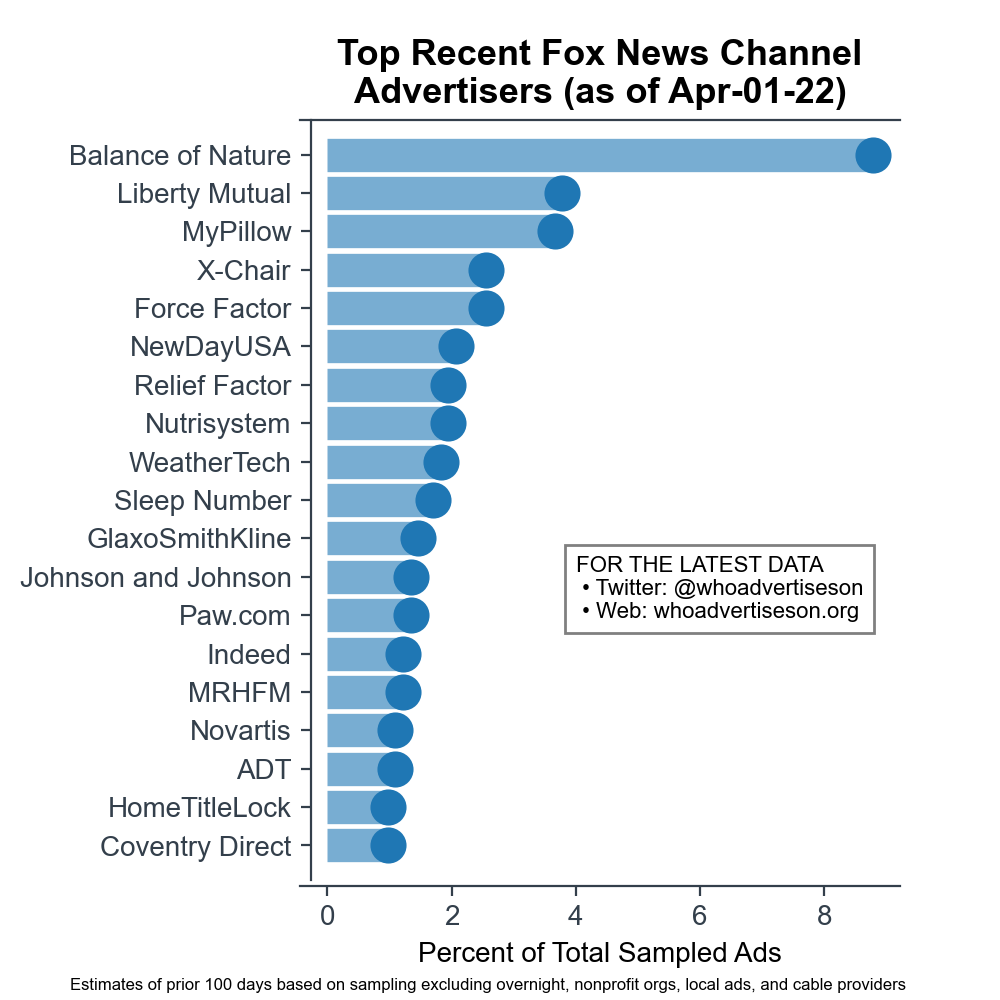 Top Recent Fox News Channel
Advertisers (as of Apr-01-22)
Balance of Nature
Liberty Mutual
MyPillow
X-Chair
Force Factor
NewDayUSA
Relief Factor
Nutrisystem
WeatherTech
Sleep Number
GlaxoSmithKline
Johnson and Johnson
Paw.com
Indeed
MRHFM
Novartis
ADT
HomeTitleLock
Coventry Direct
FOR THE LATEST DATA
• Twitter: @whoadvertiseson
• Web: whoadvertiseson.org
0 2 4 6 8
Percent of Total Sampled Ads
Estimates of prior 100 days based on sampling excluding overnight, nonprofit orgs, local ads, and cable providers